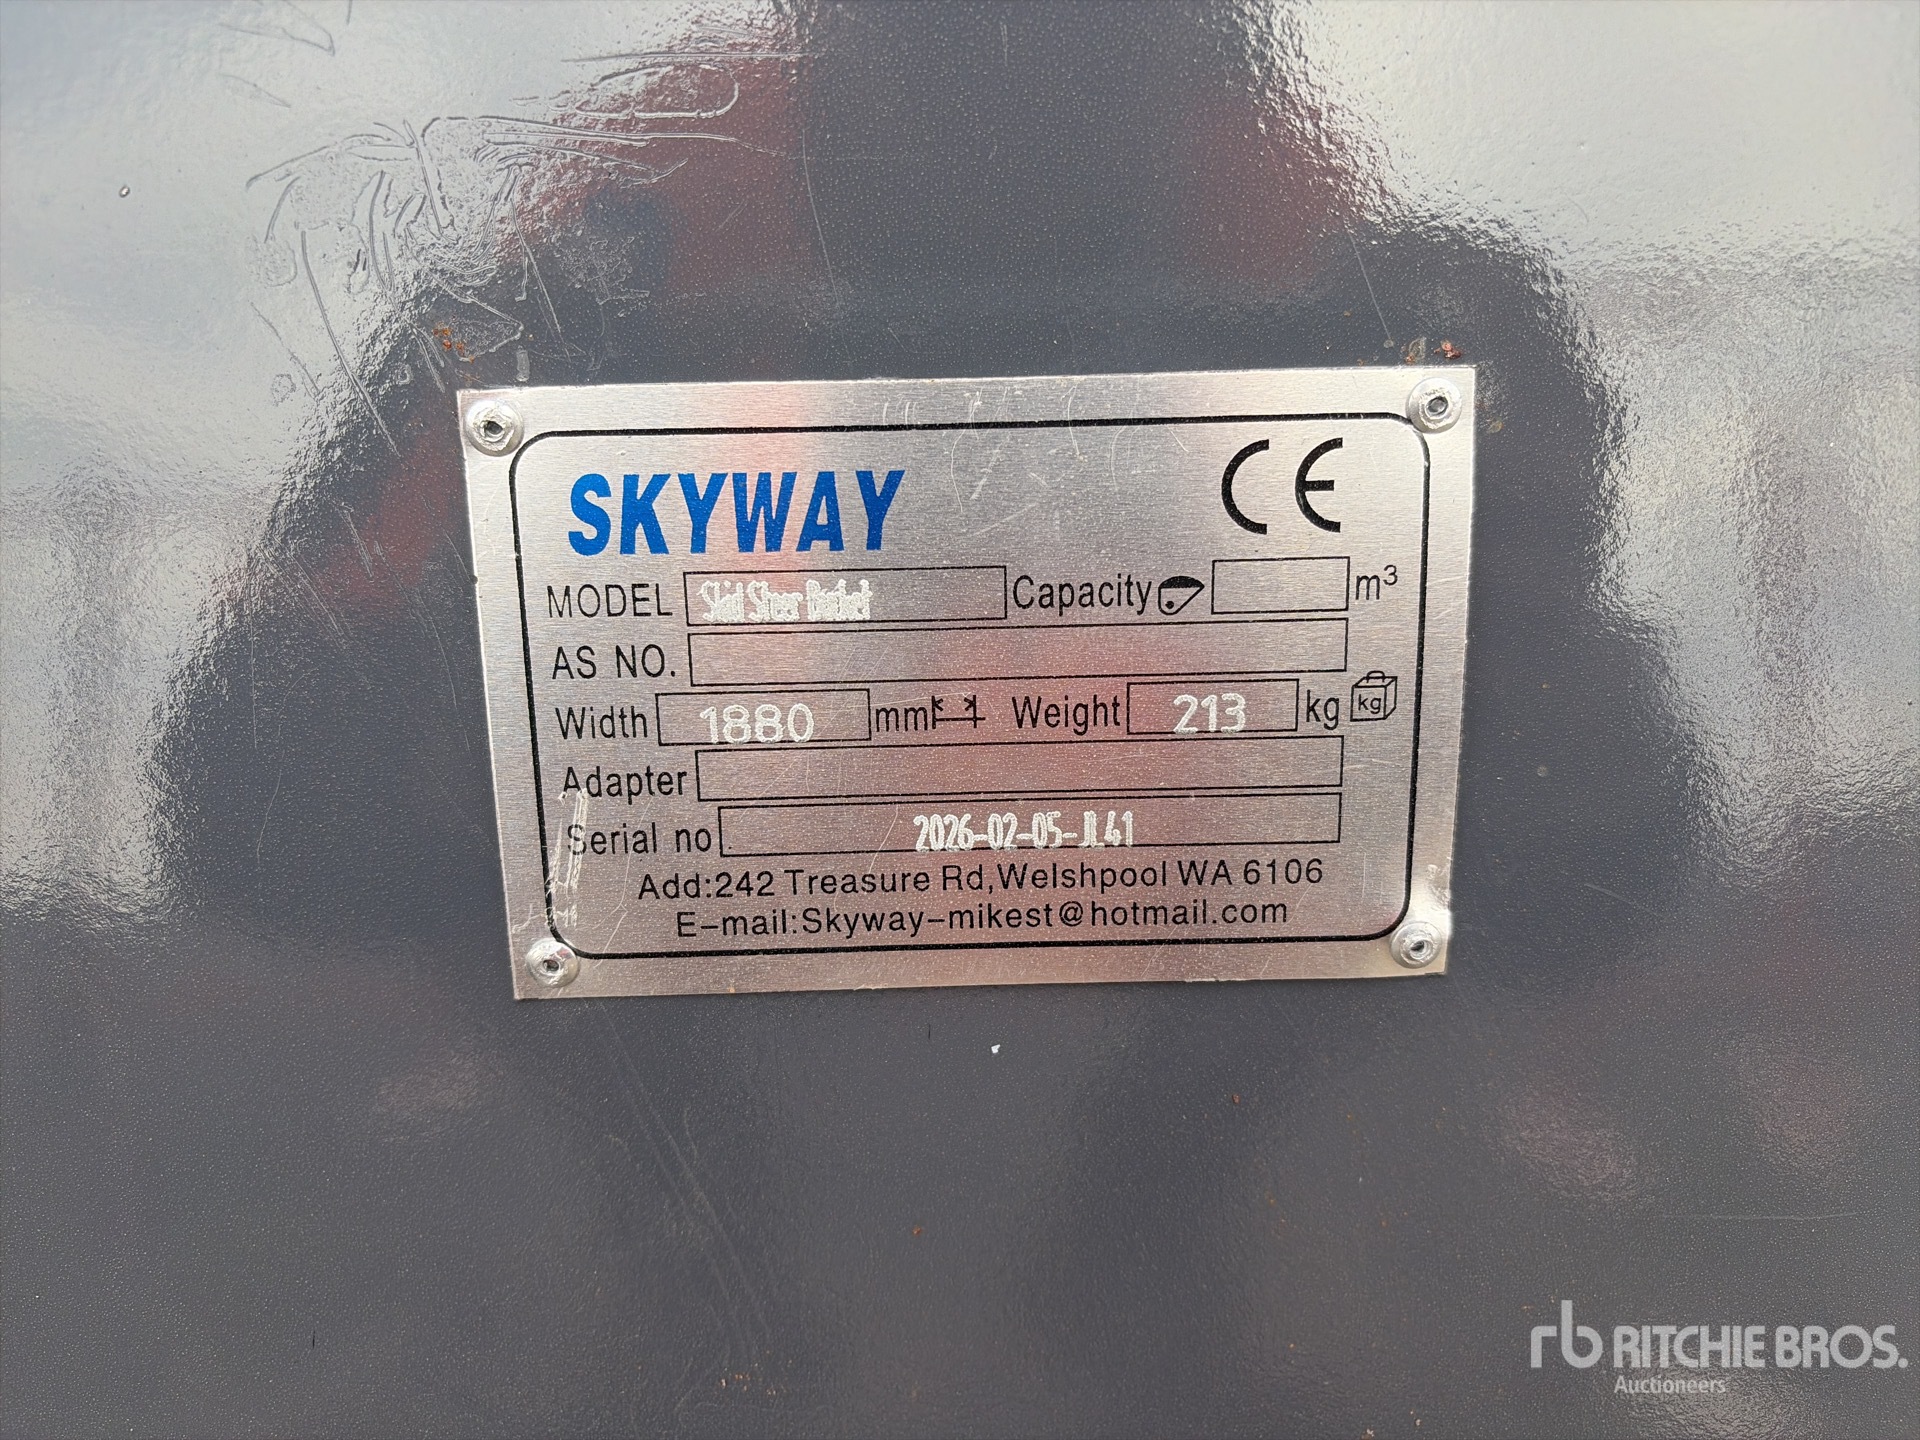 SKYWAY CE
MODEL Skid Steer Bucket Capacity m³
AS NO.
Width 1880 mm Weight 213 kg kg
Adapter
Serial no 2026-02-05-JL41
Add:242 Treasure Rd,Welshpool WA 6106
E-mail:Skyway-mikest@hotmail.com
rb RITCHIE BROS.
Auctioneers